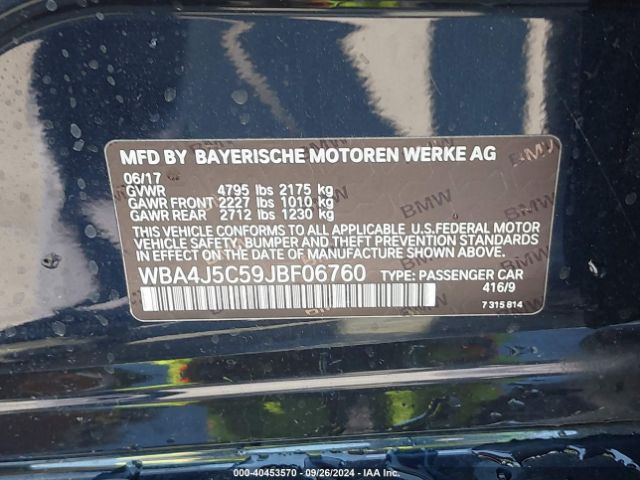 MFD BY BAYERISCHE MOTOREN WERKE AG
06/17
GVWR 4795 lbs 2175 kg
GAWR FRONT 2227 lbs 1010 kg
GAWR REAR 2712 lbs 1230 kg
THIS VEHICLE CONFORMS TO ALL APPLICABLE U.S.FEDERAL MOTOR
VEHICLE SAFETY, BUMPER AND THEFT PREVENTION STANDARDS IN
EFFECT ON THE DATE OF MANUFACTURE SHOWN ABOVE.
WBA4J5C59JBF06760 TYPE: PASSENGER CAR
416/9
7 315 814
000-40453570 - 09/26/2024 - IAA Inc.